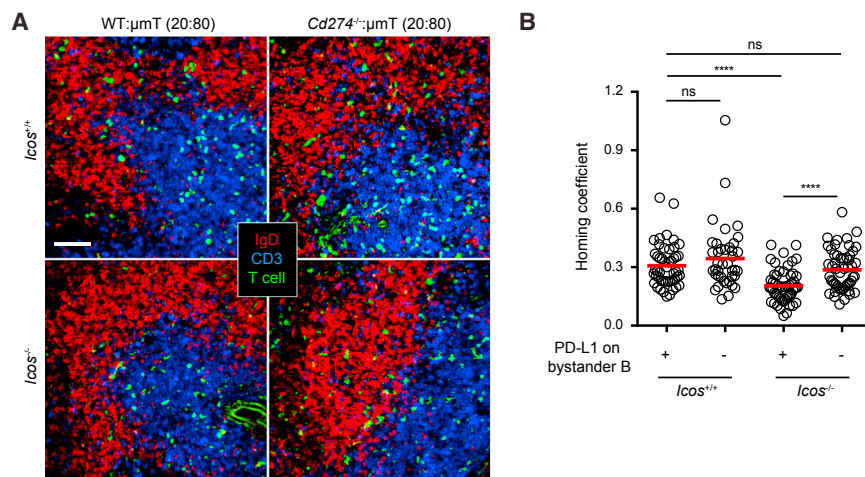 A
WT:µmT (20:80)
Cd274-/-:µmT (20:80)
Icos+/+
Icos-/-
IgD
CD3
T cell
B
ns
****
ns
****
Homing coefficient
1.2
0.9
0.6
0.3
0.0
PD-L1 on bystander B
+ - + -
Icos+/+ Icos-/-